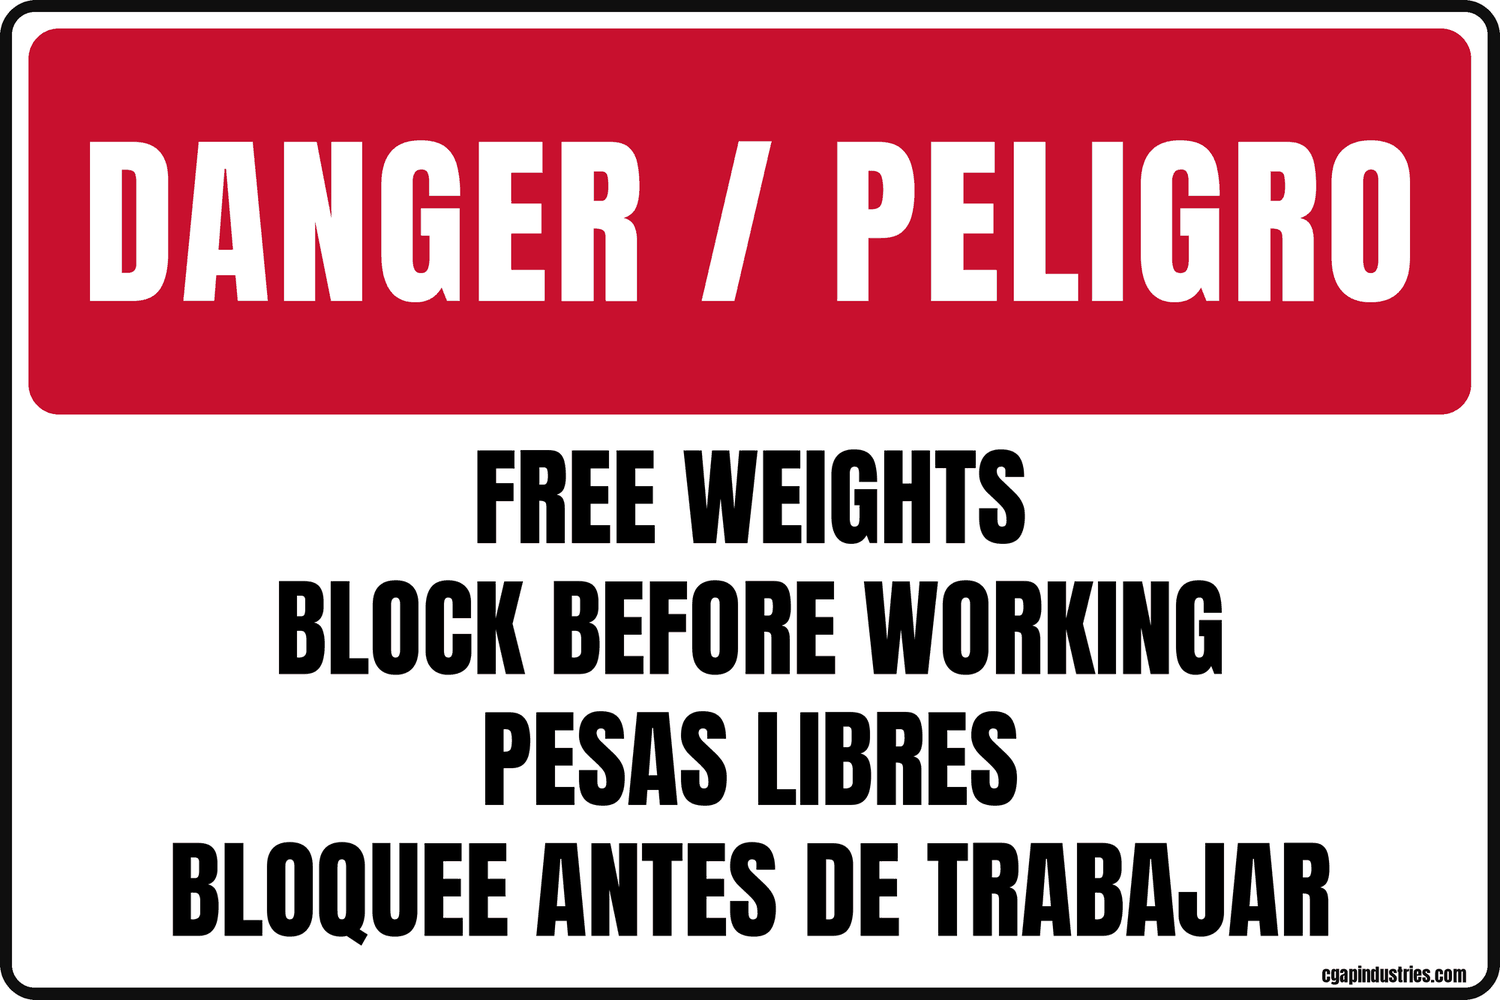 DANGER / PELIGRO
FREE WEIGHTS
BLOCK BEFORE WORKING
PESAS LIBRES
BLOQUEE ANTES DE TRABAJAR
cgapindustries.com